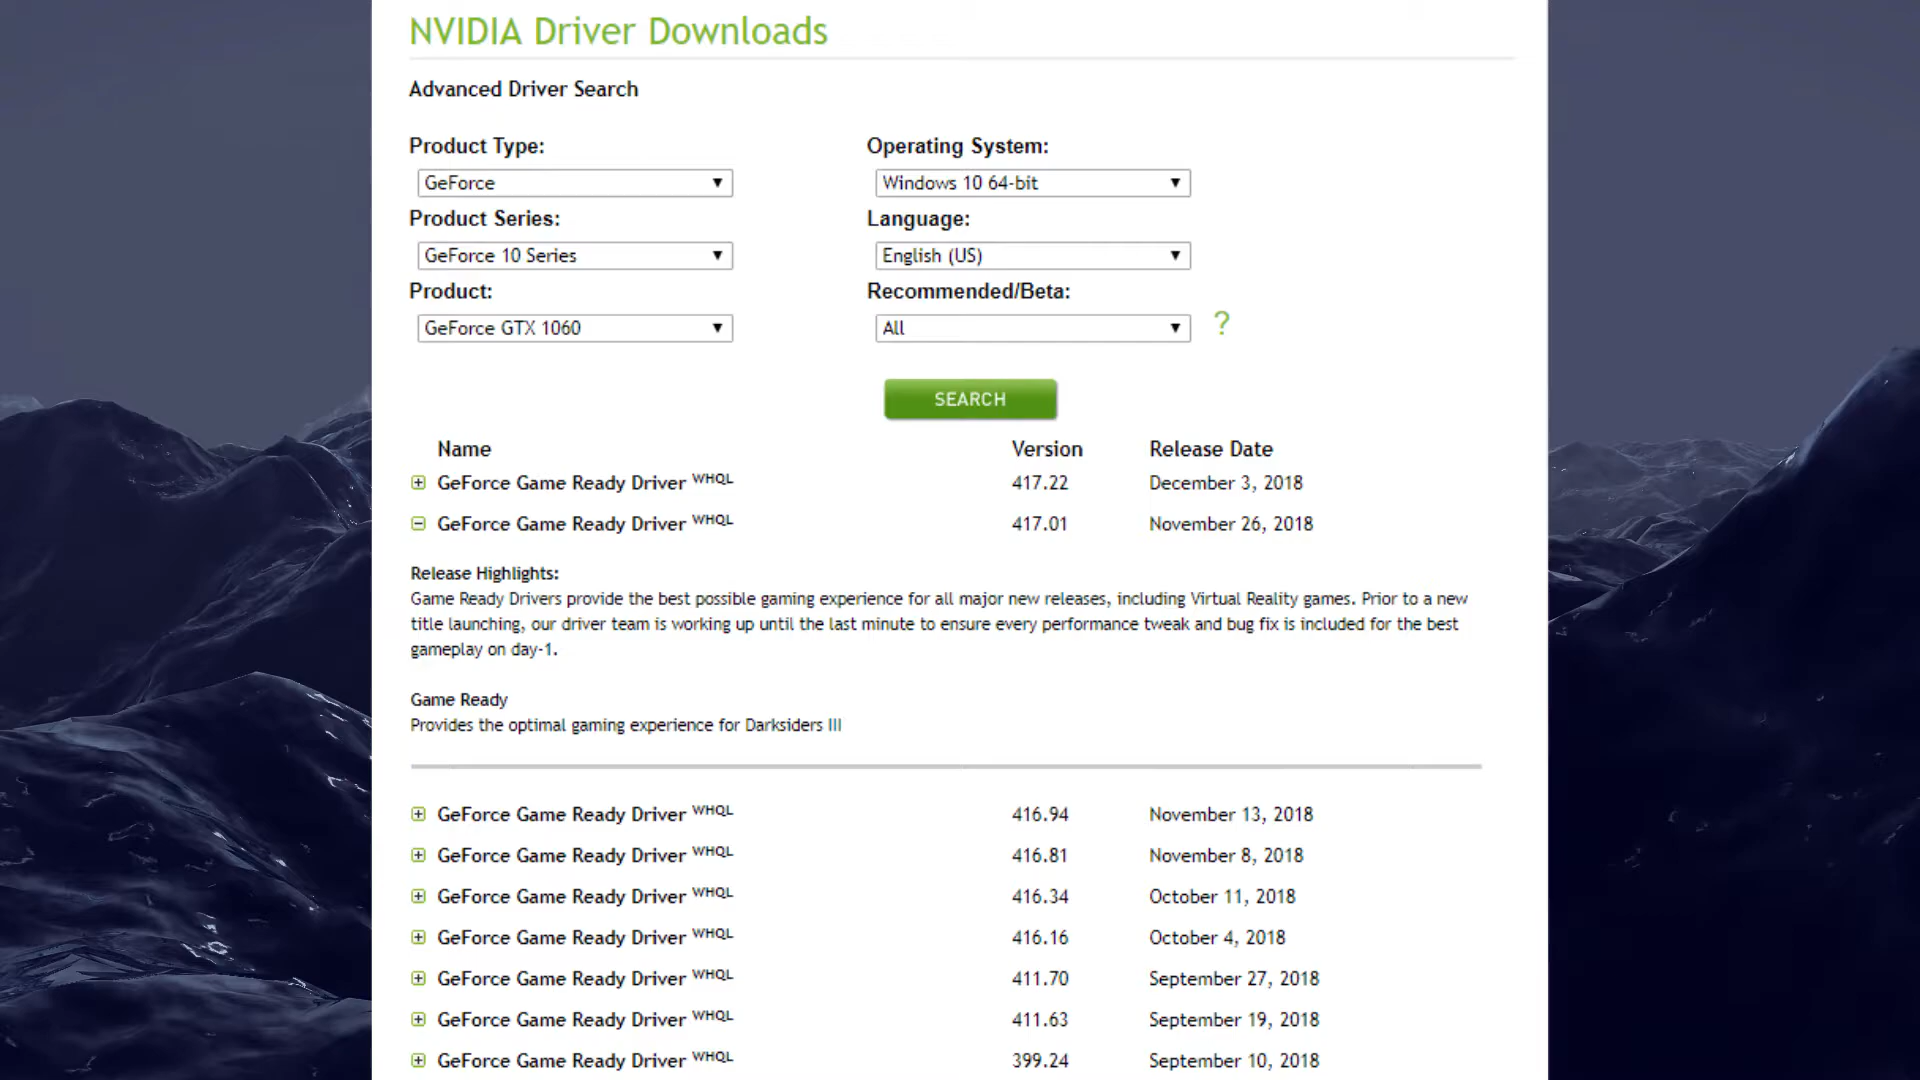 NVIDIA Driver Downloads
Advanced Driver Search
Product Type:
GeForce
Product Series:
GeForce 10 Series
Product:
GeForce GTX 1060
Operating System:
Windows 10 64-bit
Language:
English (US)
Recommended/Beta:
All
?
SEARCH
Name Version Release Date
GeForce Game Ready Driver WHQL 417.22 December 3, 2018
GeForce Game Ready Driver WHQL 417.01 November 26, 2018
Release Highlights:
Game Ready Drivers provide the best possible gaming experience for all major new releases, including Virtual Reality games. Prior to a new
title launching, our driver team is working up until the last minute to ensure every performance tweak and bug fix is included for the best
gameplay on day-1.
Game Ready
Provides the optimal gaming experience for Darksiders III
GeForce Game Ready Driver WHQL 416.94 November 13, 2018
GeForce Game Ready Driver WHQL 416.81 November 8, 2018
GeForce Game Ready Driver WHQL 416.34 October 11, 2018
GeForce Game Ready Driver WHQL 416.16 October 4, 2018
GeForce Game Ready Driver WHQL 411.70 September 27, 2018
GeForce Game Ready Driver WHQL 411.63 September 19, 2018
GeForce Game Ready Driver WHQL 399.24 September 10, 2018